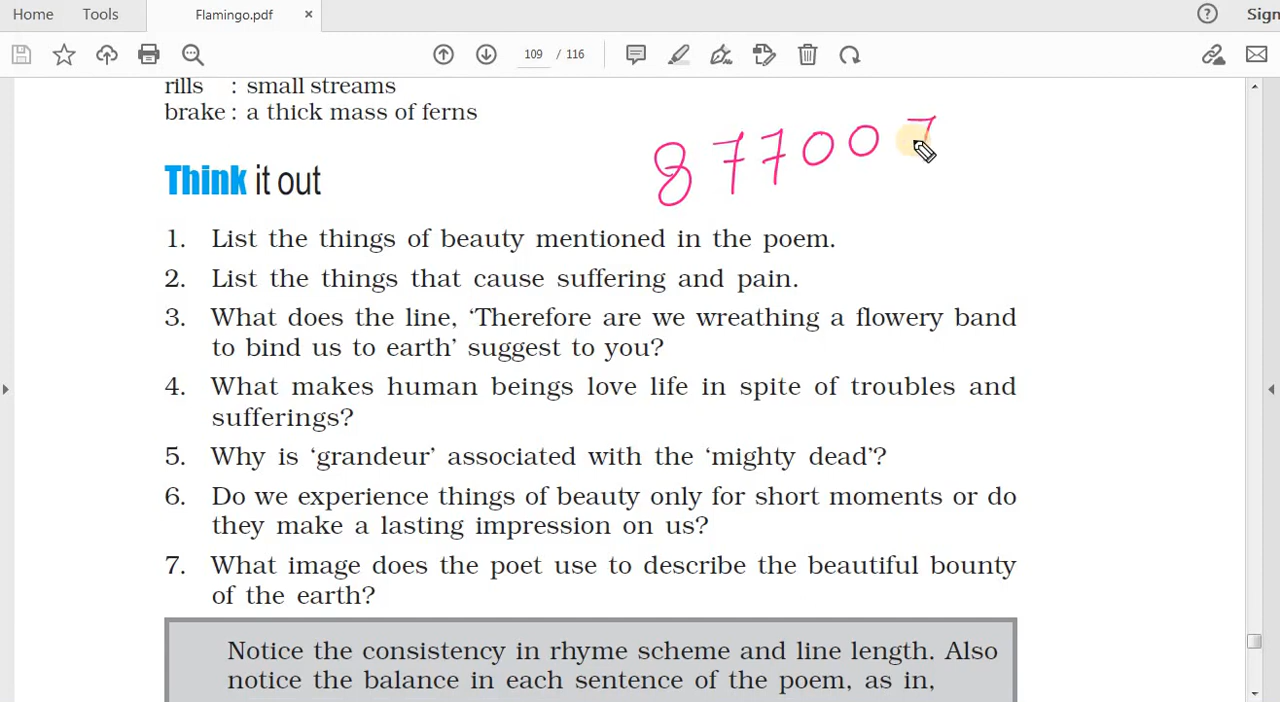 Home Tools Flamingo.pdf × ? Sign
109 / 116
rills : small streams
brake : a thick mass of ferns
877007
Think it out
1. List the things of beauty mentioned in the poem.
2. List the things that cause suffering and pain.
3. What does the line, ‘Therefore are we wreathing a flowery band
to bind us to earth’ suggest to you?
4. What makes human beings love life in spite of troubles and
sufferings?
5. Why is ‘grandeur’ associated with the ‘mighty dead’?
6. Do we experience things of beauty only for short moments or do
they make a lasting impression on us?
7. What image does the poet use to describe the beautiful bounty
of the earth?
Notice the consistency in rhyme scheme and line length. Also
notice the balance in each sentence of the poem, as in,